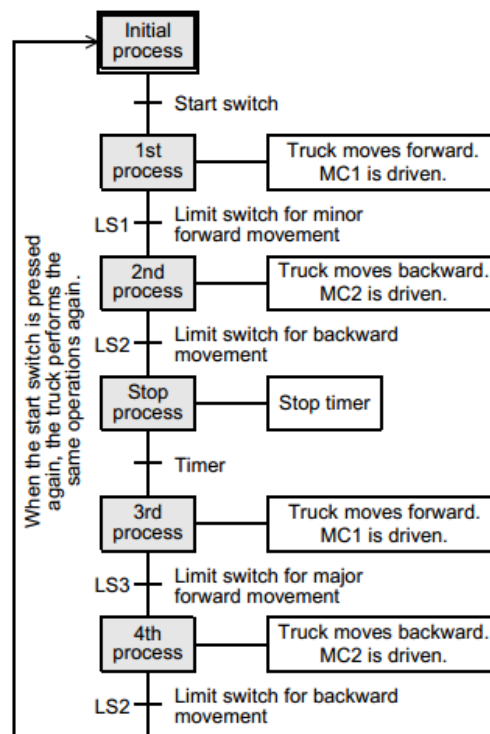 Initial
process
Start switch
1st
process
Truck moves forward.
MC1 is driven.
LS1
Limit switch for minor
forward movement
2nd
process
Truck moves backward.
MC2 is driven.
LS2
Limit switch for backward
movement
Stop
process
Stop timer
Timer
3rd
process
Truck moves forward.
MC1 is driven.
LS3
Limit switch for major
forward movement
4th
process
Truck moves backward.
MC2 is driven.
LS2
Limit switch for backward
movement
When the start switch is pressed
again, the truck performs the
same operations again.